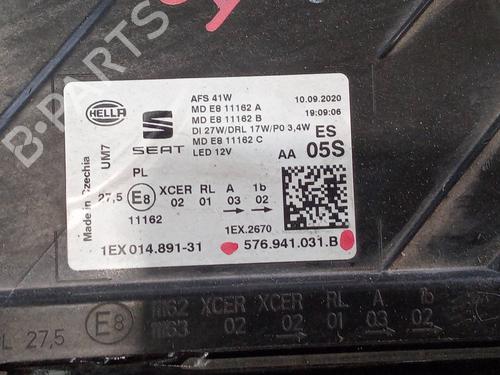 B-PARTS
HELLA
SEAT
AFS 41W
MD E8 11162 A
MD E8 11162 B
DI 27W/DRL 17W/P0 3,4W
MD E8 11162 C
LED 12V
10.09.2020
19:09:06
ES
AA 05S
Made in Czechia
UM7
PL
27,5 E8 XCER RL A 1b
02 01 03 02
11162
1EX.2670
1EX 014.891-31 576.941.031.B
XCER RL A 1b
PL 27,5 E8 02 02 01 03 02